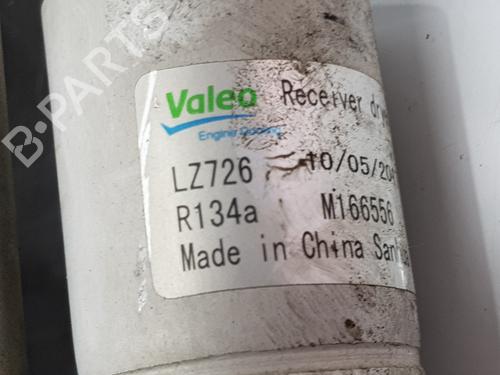 B-PARTS
Valeo Receiver
Engine Cooling
LZ726 10/05/20
R134a M166556
Made in China